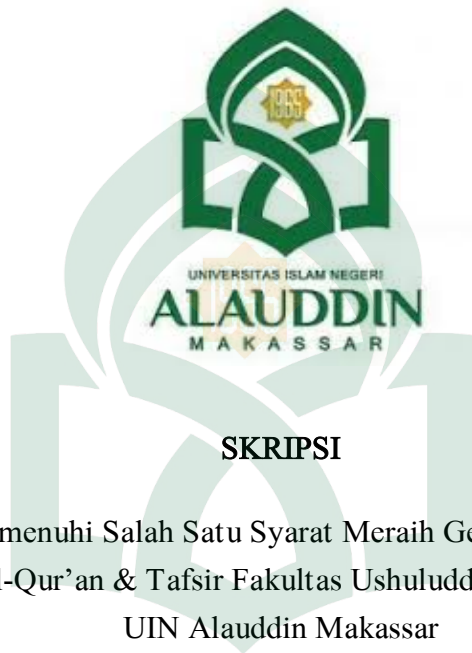 1965
UNIVERSITAS ISLAM NEGERI
ALAUDDIN
MAKASSAR
SKRIPSI
menuhi Salah Satu Syarat Meraih Ge
l-Qur’an & Tafsir Fakultas Ushuludd
UIN Alauddin Makassar